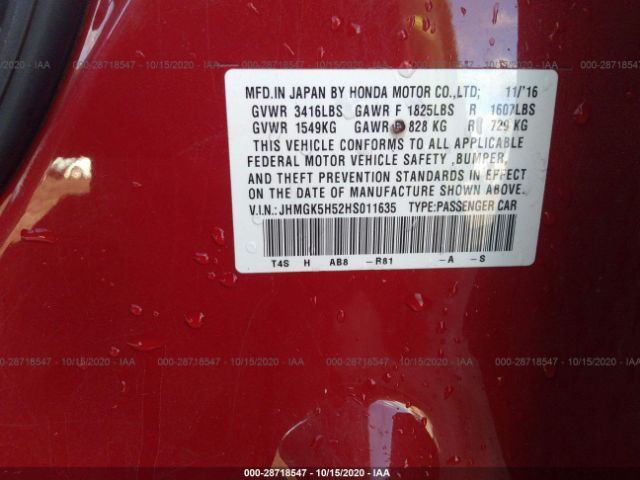 MFD.IN JAPAN BY HONDA MOTOR CO.,LTD; 11/'16
GVWR 3416LBS GAWR F 1825LBS R 1607LBS
GVWR 1549KG GAWR F 828 KG R 729 KG
THIS VEHICLE CONFORMS TO ALL APPLICABLE
FEDERAL MOTOR VEHICLE SAFETY ,BUMPER,
AND THEFT PREVENTION STANDARDS IN EFFECT
ON THE DATE OF MANUFACTURE SHOWN ABOVE.
V.I.N.: JHMGK5H52HS011635 TYPE:PASSENGER CAR
T4S H AB8 -R81 -A -S
00-28718547 - 10/15/2020 - IAA